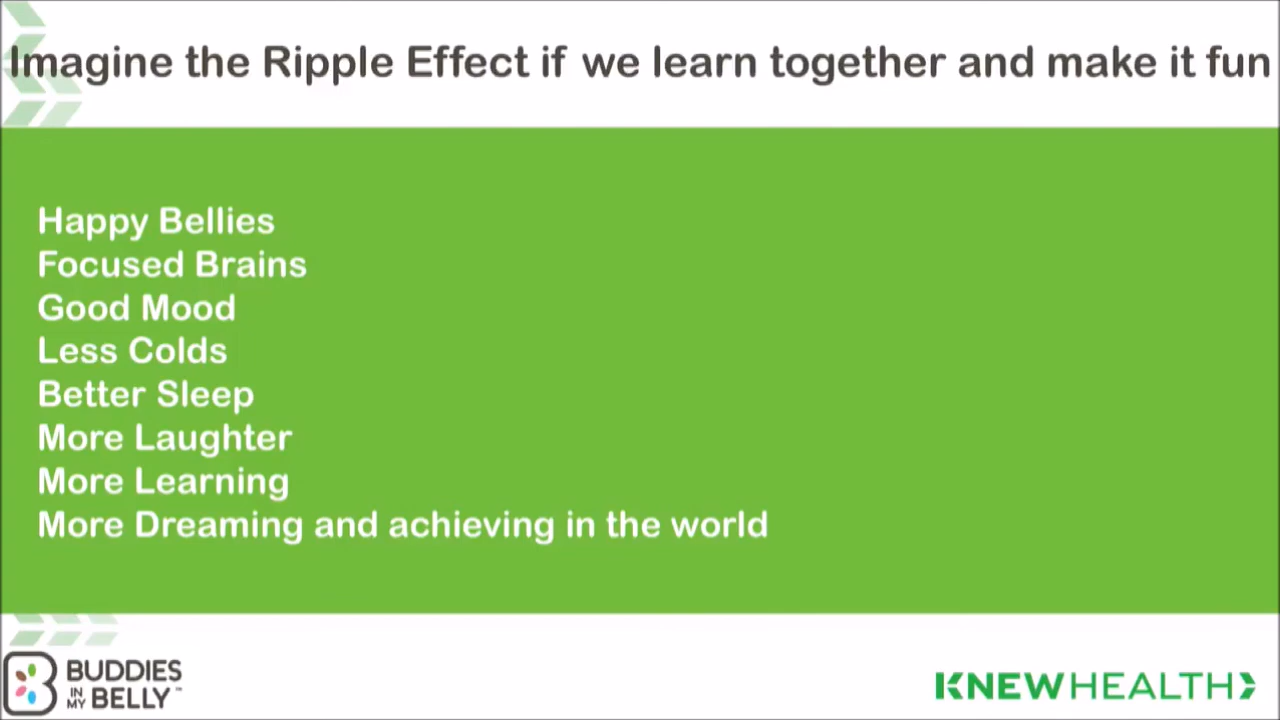 Imagine the Ripple Effect if we learn together and make it fun
Happy Bellies
Focused Brains
Good Mood
Less Colds
Better Sleep
More Laughter
More Learning
More Dreaming and achieving in the world
BUDDIES
IN MY BELLY™
KNEWHEALTH